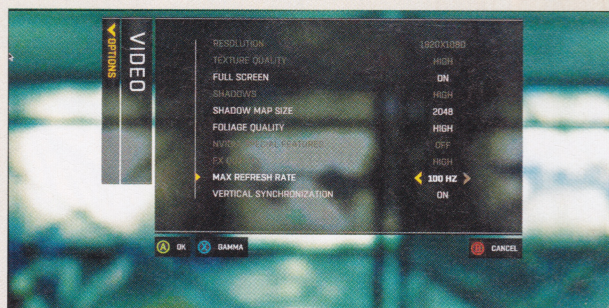 OPTIONS
VIDEO
RESOLUTION 1920X1080
TEXTURE QUALITY HIGH
FULL SCREEN ON
SHADOWS HIGH
SHADOW MAP SIZE 2048
FOLIAGE QUALITY HIGH
FEATURES OFF
HIGH
MAX REFRESH RATE 100 HZ
VERTICAL SYNCHRONIZATION ON
A OK X GAMMA B CANCEL